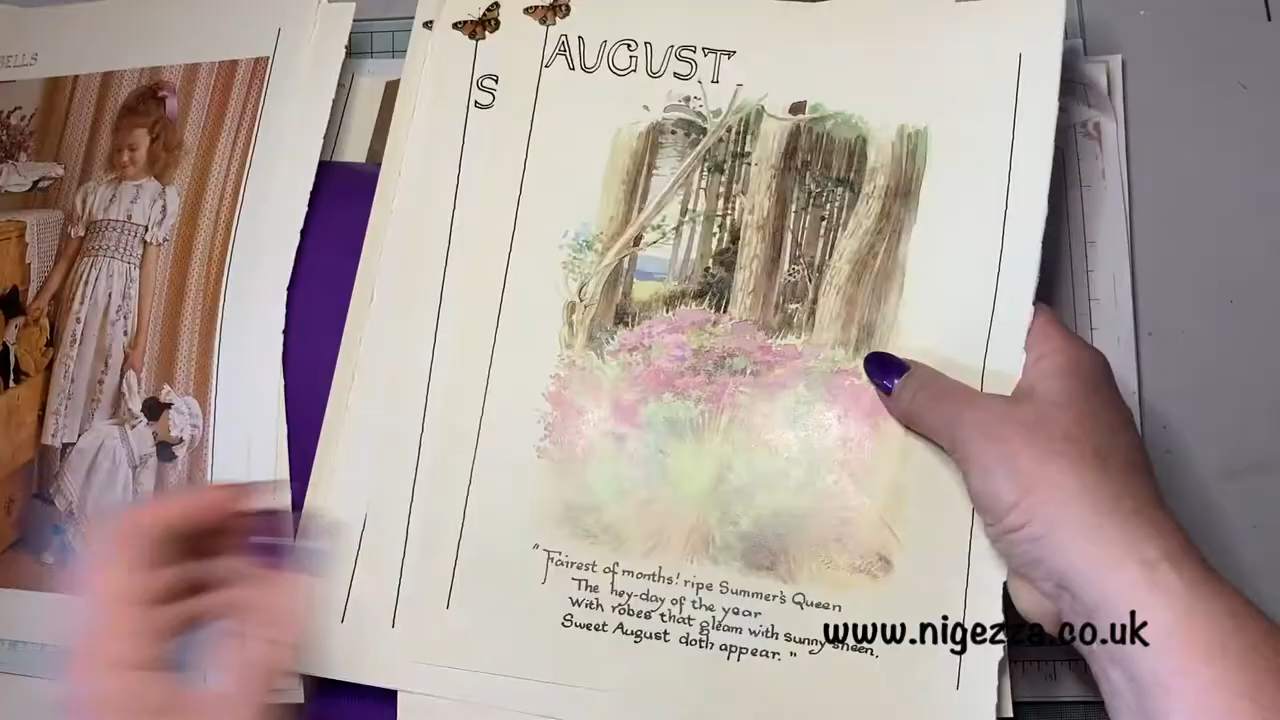 BELLS
S
AUGUST
"Fairest of months! ripe Summer's Queen
The hey-day of the year
With robes that gleam with sunny sheen,
Sweet August doth appear."
www.nigezza.co.uk